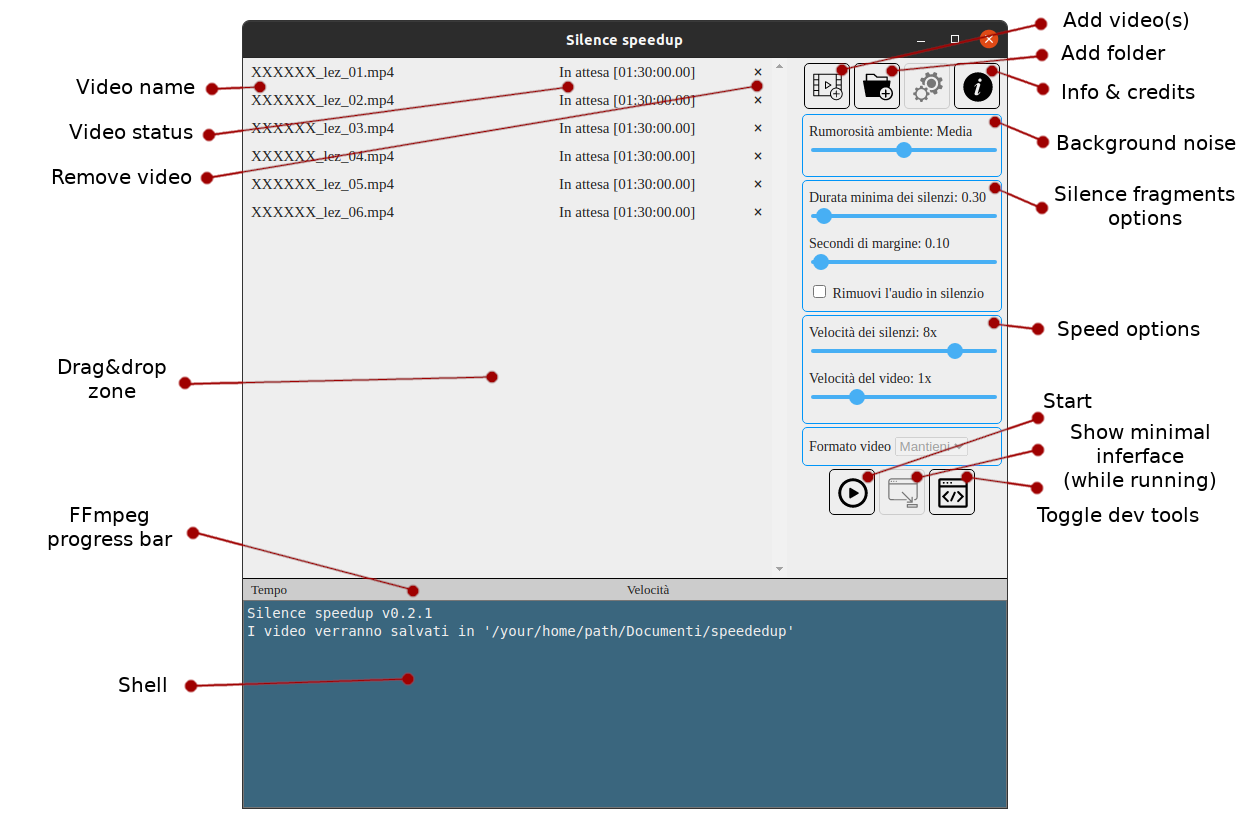 Silence speedup
Add video(s)
Add folder
Info & credits
Background noise
Silence fragments
options
Speed options
Start
Show minimal
inferface
(while running)
Toggle dev tools
Video name
Video status
Remove video
Drag&drop
zone
FFmpeg
progress bar
Shell
XXXXXX_lez_01.mp4 In attesa [01:30:00.00] ×
XXXXXX_lez_02.mp4 In attesa [01:30:00.00] ×
XXXXXX_lez_03.mp4 In attesa [01:30:00.00] ×
XXXXXX_lez_04.mp4 In attesa [01:30:00.00] ×
XXXXXX_lez_05.mp4 In attesa [01:30:00.00] ×
XXXXXX_lez_06.mp4 In attesa [01:30:00.00] ×
Rumorosità ambiente: Media
Durata minima dei silenzi: 0.30
Secondi di margine: 0.10
Rimuovi l'audio in silenzio
Velocità dei silenzi: 8x
Velocità del video: 1x
Formato video Mantieni
Tempo Velocità
Silence speedup v0.2.1
I video verranno salvati in '/your/home/path/Documenti/speededup'